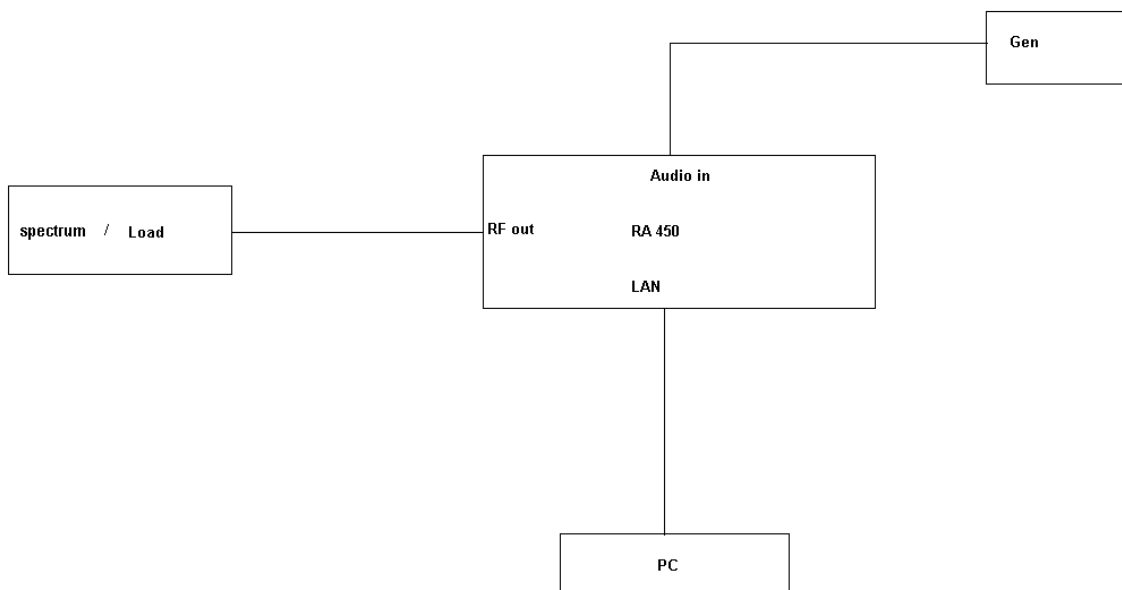 Gen
Audio in
spectrum / Load
RF out
RA 450
LAN
PC